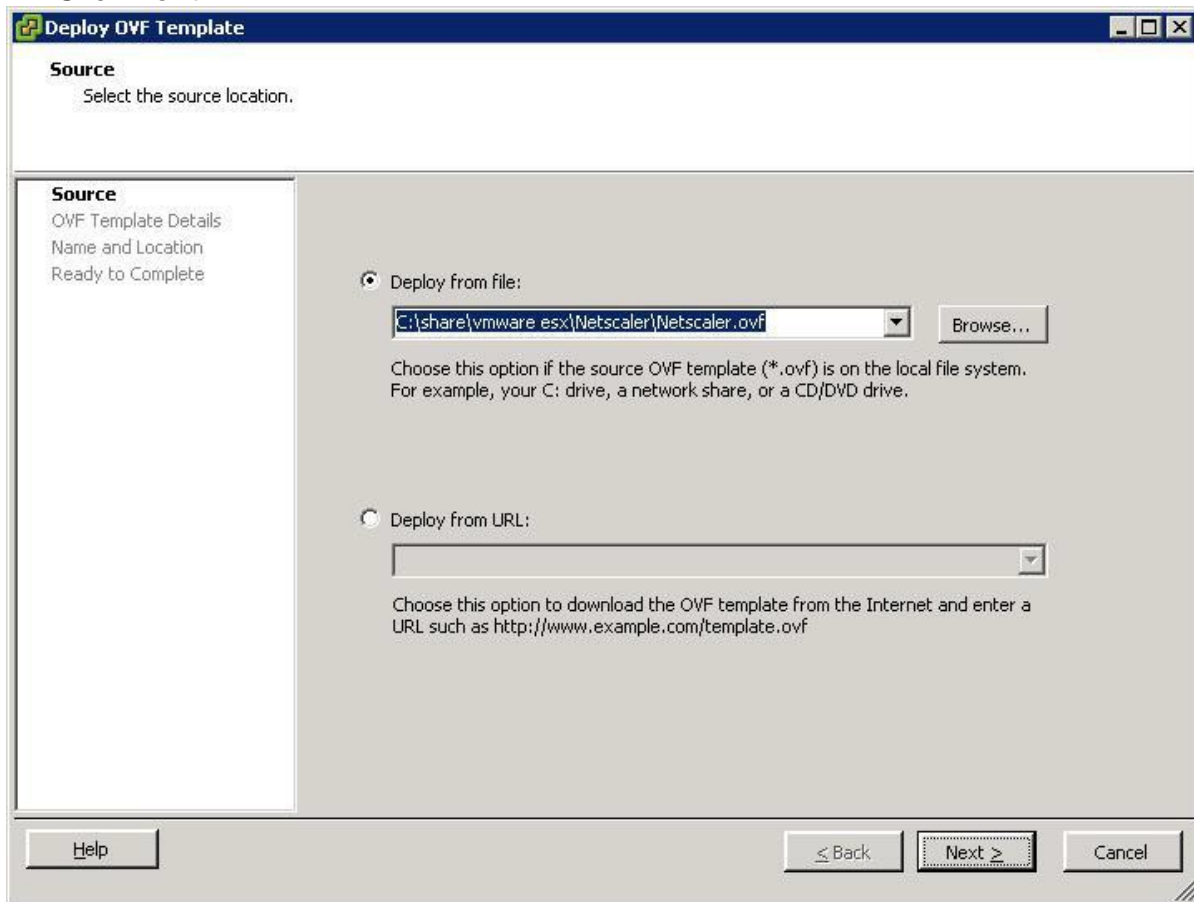 Deploy OVF Template
Source
Select the source location.
Source
OVF Template Details
Name and Location
Ready to Complete
Deploy from file:
C:\share\vmware esx\Netscaler\Netscaler.ovf
Browse...
Choose this option if the source OVF template (*.ovf) is on the local file system.
For example, your C: drive, a network share, or a CD/DVD drive.
Deploy from URL:
Choose this option to download the OVF template from the Internet and enter a
URL such as http://www.example.com/template.ovf
Help
< Back
Next >
Cancel